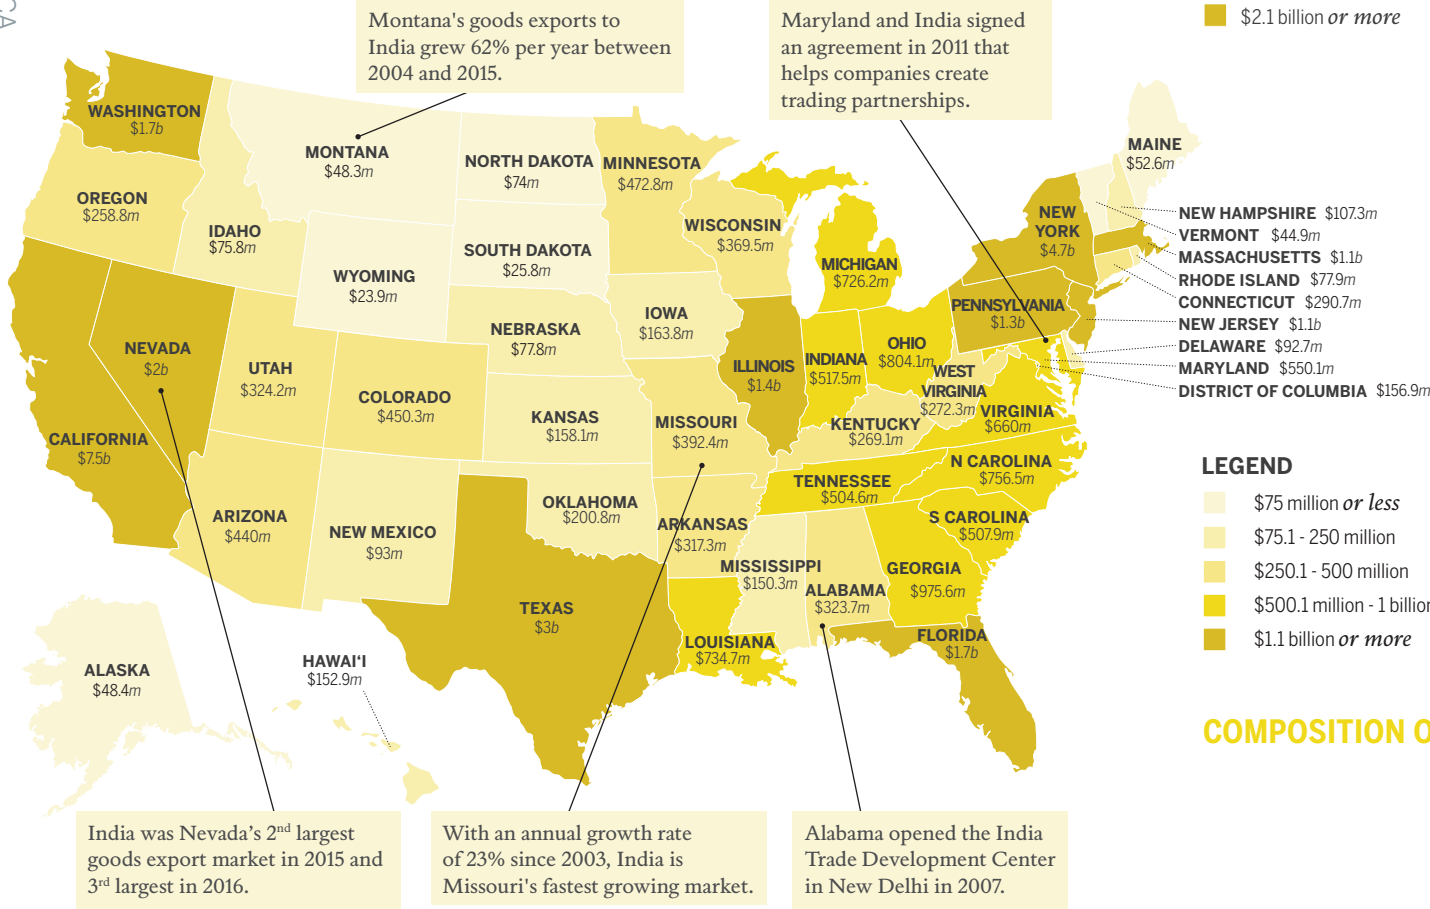 CA
$2.1 billion or more
Montana's goods exports to
India grew 62% per year between
2004 and 2015.
Maryland and India signed
an agreement in 2011 that
helps companies create
trading partnerships.
WASHINGTON
$1.7b
MONTANA
$48.3m
NORTH DAKOTA
$74m
MINNESOTA
$472.8m
MAINE
$52.6m
OREGON
$258.8m
IDAHO
$75.8m
WISCONSIN
$369.5m
NEW
YORK
$4.7b
NEW HAMPSHIRE $107.3m
VERMONT $44.9m
MASSACHUSETTS $1.1b
RHODE ISLAND $77.9m
CONNECTICUT $290.7m
NEW JERSEY $1.1b
DELAWARE $92.7m
MARYLAND $550.1m
DISTRICT OF COLUMBIA $156.9m
SOUTH DAKOTA
$25.8m
WYOMING
$23.9m
MICHIGAN
$726.2m
PENNSYLVANIA
$1.3b
IOWA
$163.8m
NEBRASKA
$77.8m
NEVADA
$2b
UTAH
$324.2m
COLORADO
$450.3m
ILLINOIS
$1.4b
INDIANA
$517.5m
OHIO
$804.1m
WEST
VIRGINIA
$272.3m
VIRGINIA
$660m
KANSAS
$158.1m
MISSOURI
$392.4m
KENTUCKY
$269.1m
CALIFORNIA
$7.5b
N CAROLINA
$756.5m
TENNESSEE
$504.6m
ARIZONA
$440m
NEW MEXICO
$93m
OKLAHOMA
$200.8m
ARKANSAS
$317.3m
S CAROLINA
$507.9m
MISSISSIPPI
$150.3m
ALABAMA
$323.7m
GEORGIA
$975.6m
TEXAS
$3b
LOUISIANA
$734.7m
FLORIDA
$1.7b
ALASKA
$48.4m
HAWAI‘I
$152.9m
LEGEND
$75 million or less
$75.1 - 250 million
$250.1 - 500 million
$500.1 million - 1 billion
$1.1 billion or more
COMPOSITION O
India was Nevada’s 2nd largest
goods export market in 2015 and
3rd largest in 2016.
With an annual growth rate
of 23% since 2003, India is
Missouri's fastest growing market.
Alabama opened the India
Trade Development Center
in New Delhi in 2007.